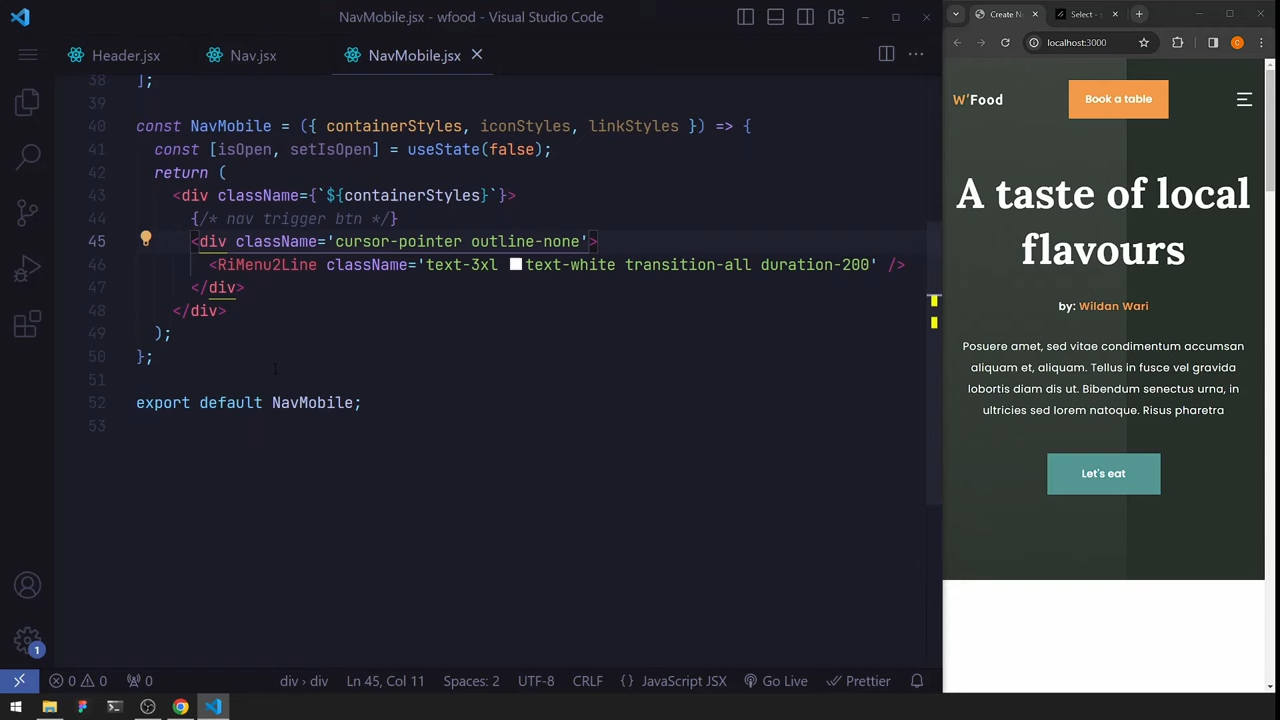 NavMobile.jsx - wfood - Visual Studio Code
Header.jsx
Nav.jsx
NavMobile.jsx
38 ];
39
40 const NavMobile = ({ containerStyles, iconStyles, linkStyles }) => {
41 const [isOpen, setIsOpen] = useState(false);
42 return (
43 <div className={`${containerStyles}`}>
44 {/* nav trigger btn */}
45 <div className='cursor-pointer outline-none'>
46 <RiMenu2Line className='text-3xl text-white transition-all duration-200' />
47 </div>
48 </div>
49 );
50 };
51
52 export default NavMobile;
53
1
0 0 0
div › div
Ln 45, Col 11
Spaces: 2
UTF-8
CRLF
{} JavaScript JSX
Go Live
Prettier
Create N
Select - s
localhost:3000
C
W'Food
Book a table
A taste of local
flavours
by: Wildan Wari
Posuere amet, sed vitae condimentum accumsan
aliquam et, aliquam. Tellus in fusce vel gravida
lobortis diam dis ut. Bibendum senectus urna, in
ultricies sed lorem natoque. Risus pharetra
Let's eat